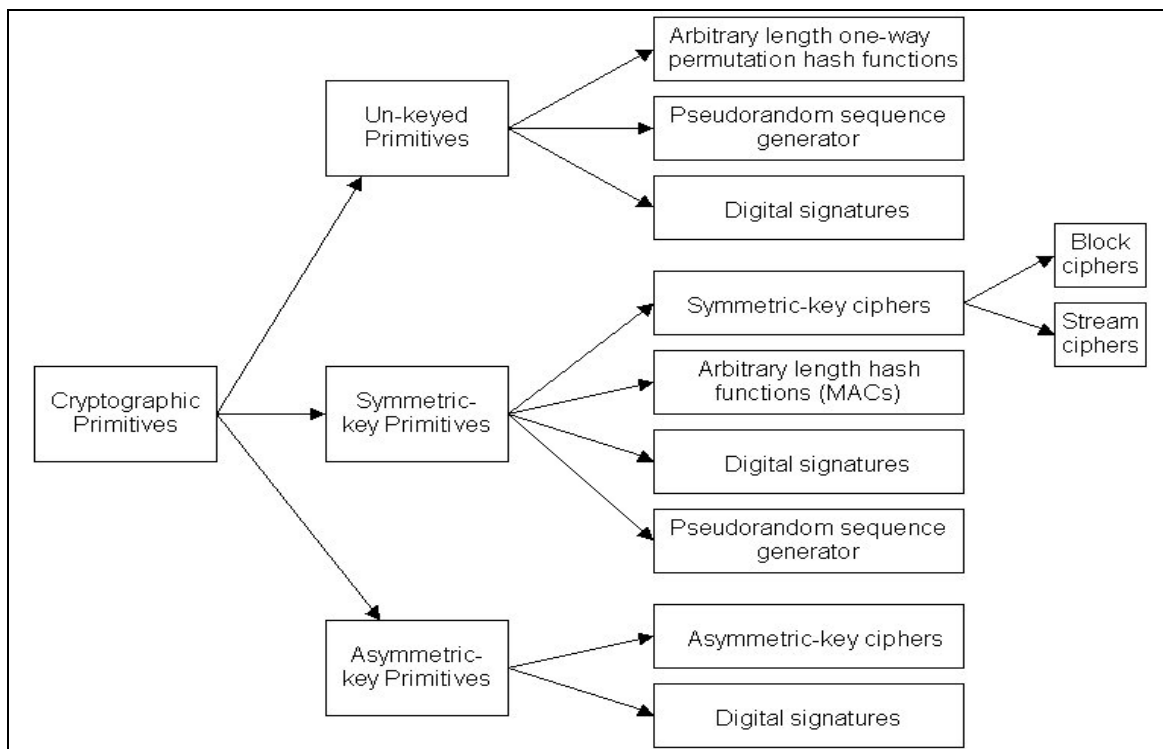 Arbitrary length one-way
permutation hash functions
Un-keyed
Primitives
Pseudorandom sequence
generator
Digital signatures
Block
ciphers
Symmetric-key ciphers
Stream
ciphers
Cryptographic
Primitives
Symmetric-
key Primitives
Arbitrary length hash
functions (MACs)
Digital signatures
Pseudorandom sequence
generator
Asymmetric-
key Primitives
Asymmetric-key ciphers
Digital signatures